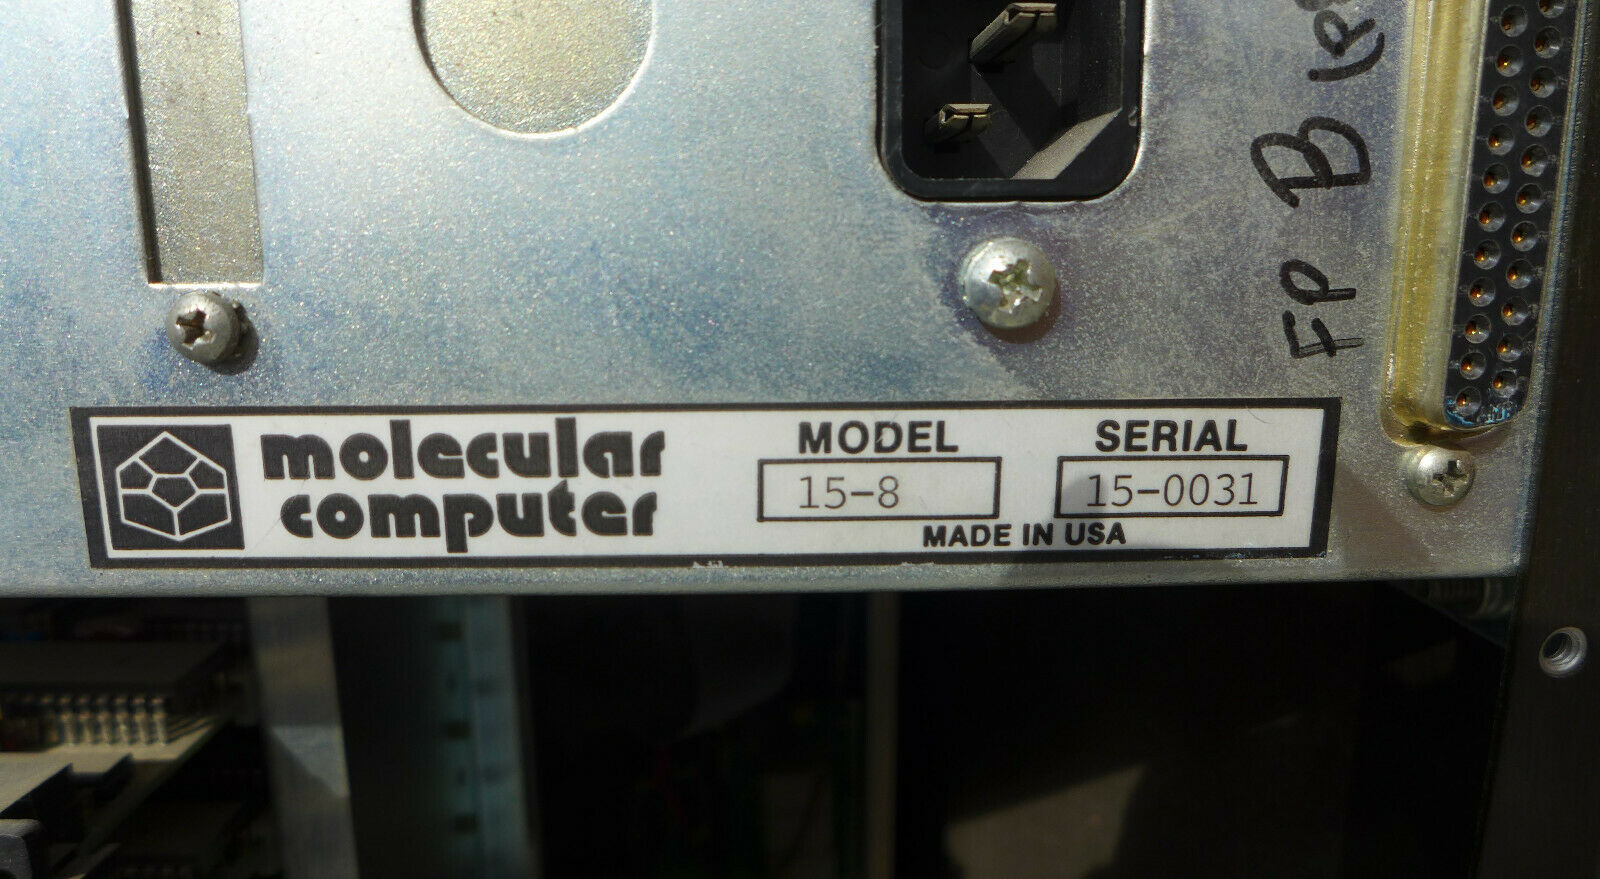 FP B
molecular
computer
MODEL
15-8
SERIAL
15-0031
MADE IN USA